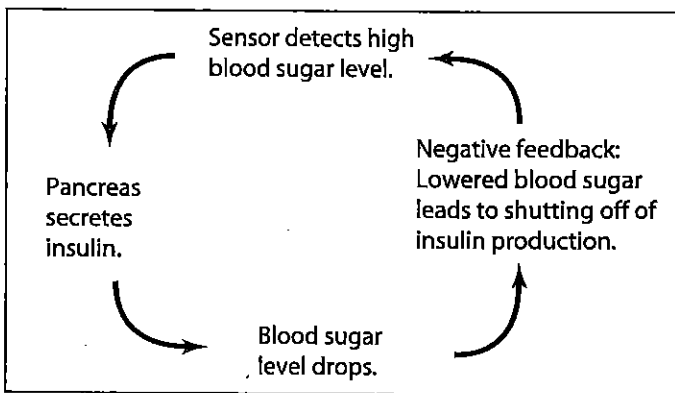 Sensor detects high
blood sugar level.
Pancreas
secretes
insulin.
Blood sugar
level drops.
Negative feedback:
Lowered blood sugar
leads to shutting off of
insulin production.